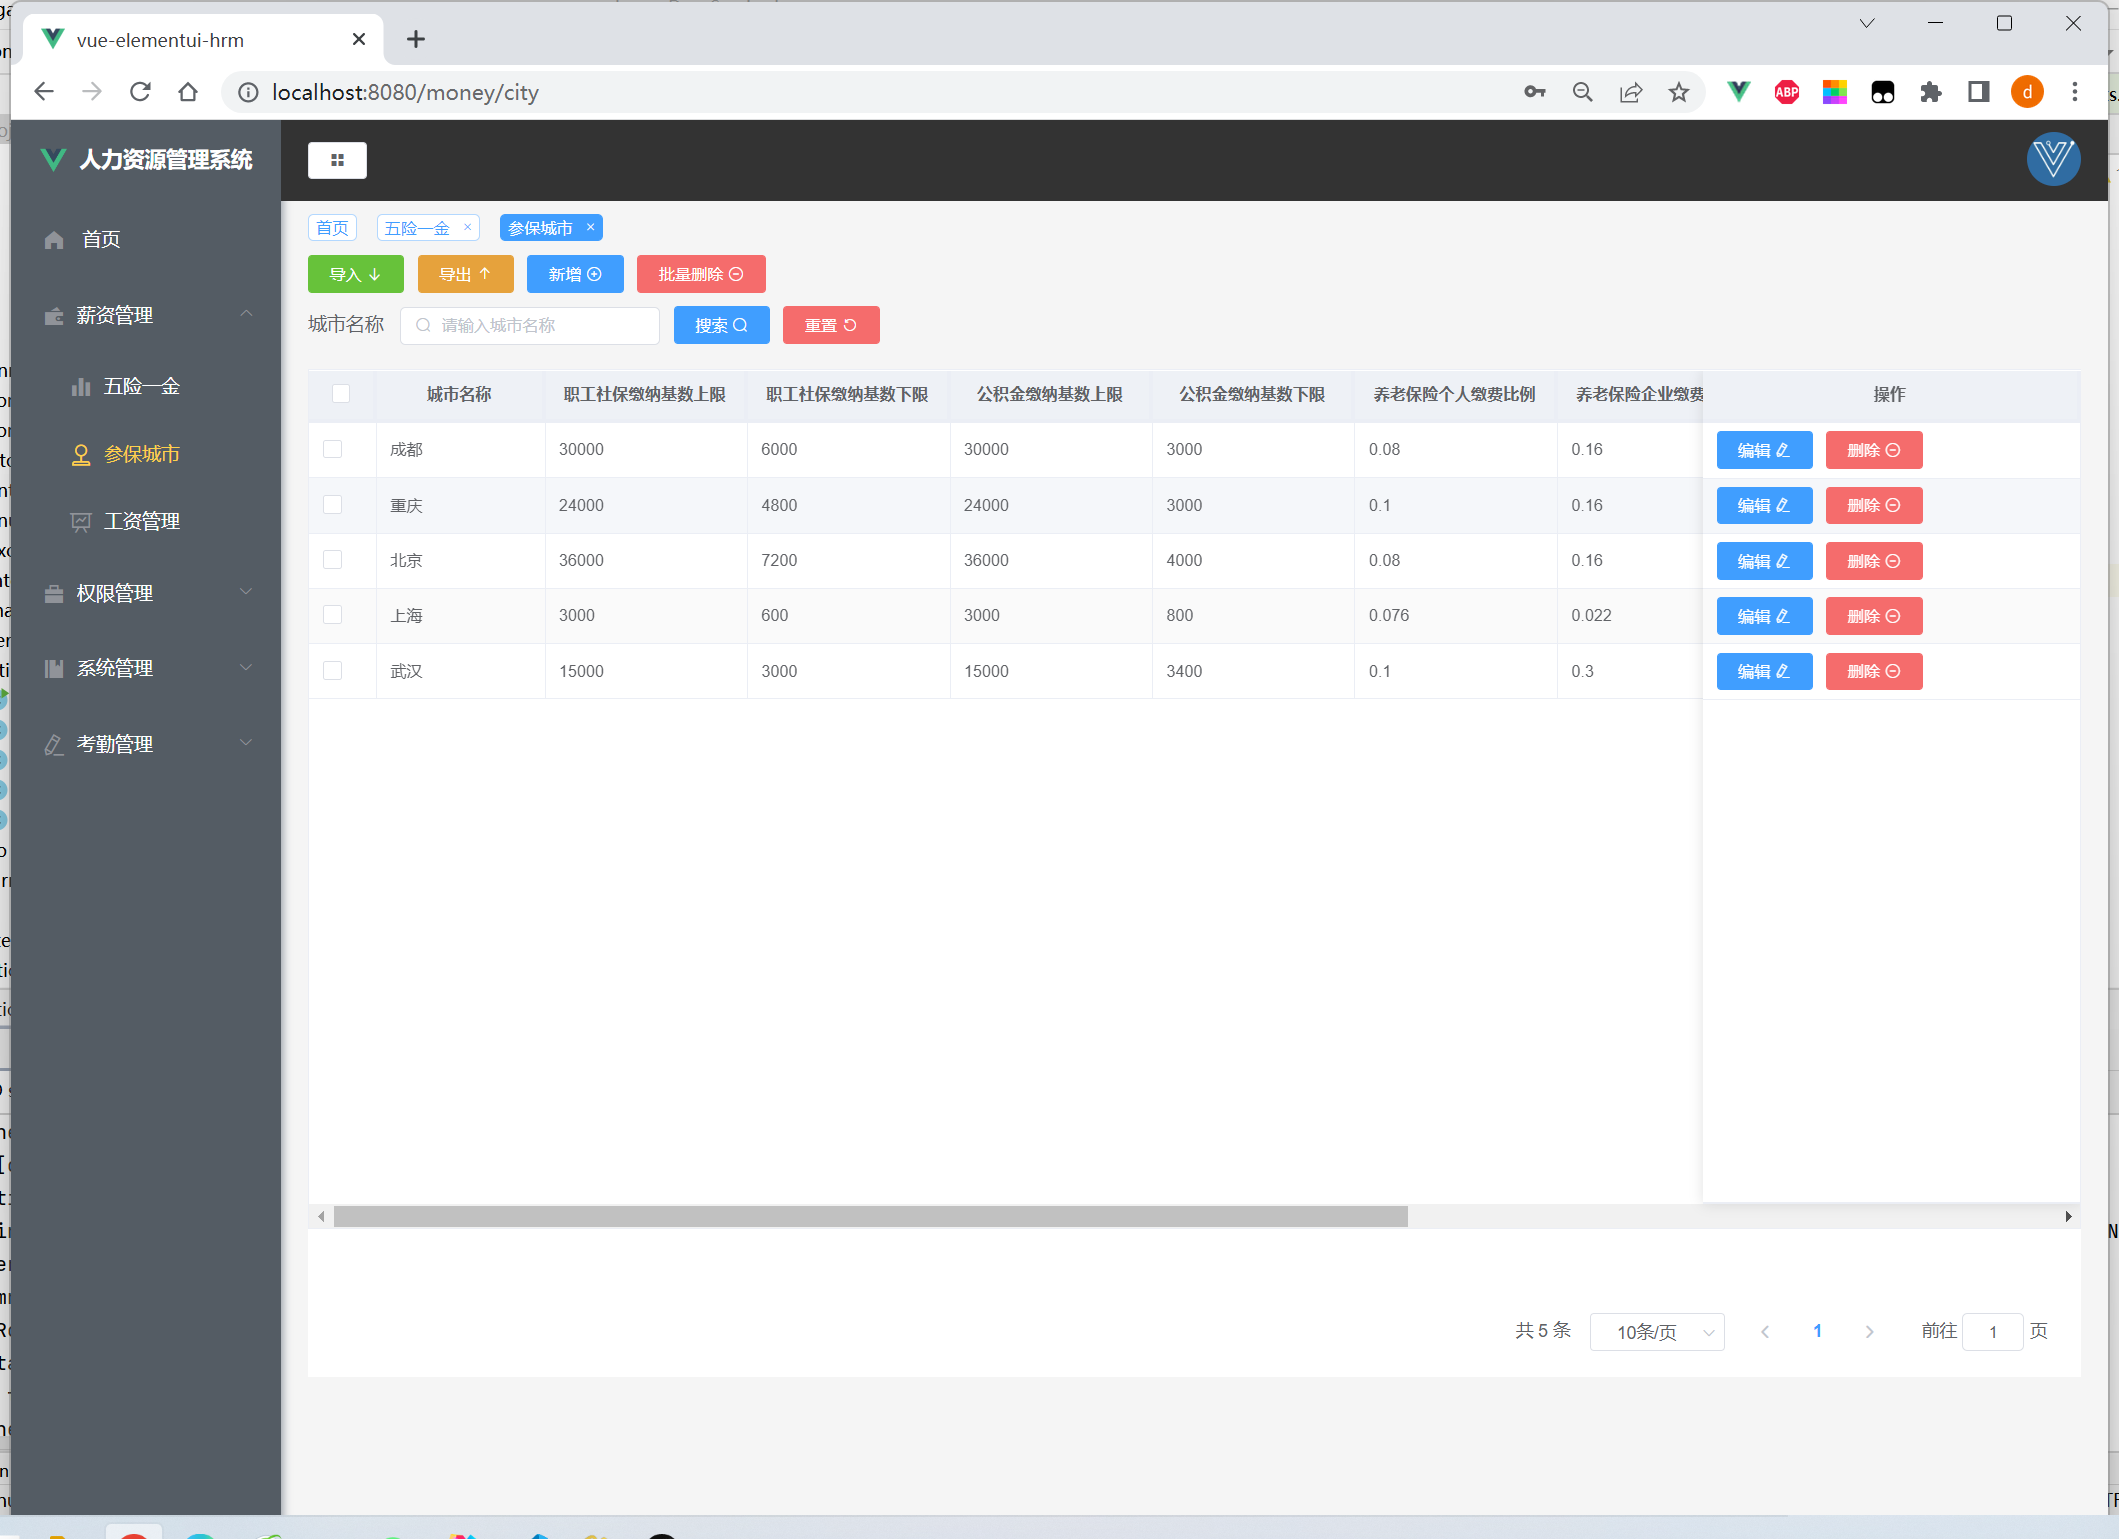 vue-elementui-hrm
localhost:8080/money/city
ABP
d
人力资源管理系统
首页
薪资管理
五险一金
参保城市
工资管理
权限管理
系统管理
考勤管理
首页 五险一金 × 参保城市 ×
导入 导出 新增 批量删除
城市名称 请输入城市名称 搜索 重置
城市名称 职工社保缴纳基数上限 职工社保缴纳基数下限 公积金缴纳基数上限 公积金缴纳基数下限 养老保险个人缴费比例 养老保险企业缴费 操作
成都 30000 6000 30000 3000 0.08 0.16 编辑 删除
重庆 24000 4800 24000 3000 0.1 0.16 编辑 删除
北京 36000 7200 36000 4000 0.08 0.16 编辑 删除
上海 3000 600 3000 800 0.076 0.022 编辑 删除
武汉 15000 3000 15000 3400 0.1 0.3 编辑 删除
共 5 条 10条/页 1 前往 1 页